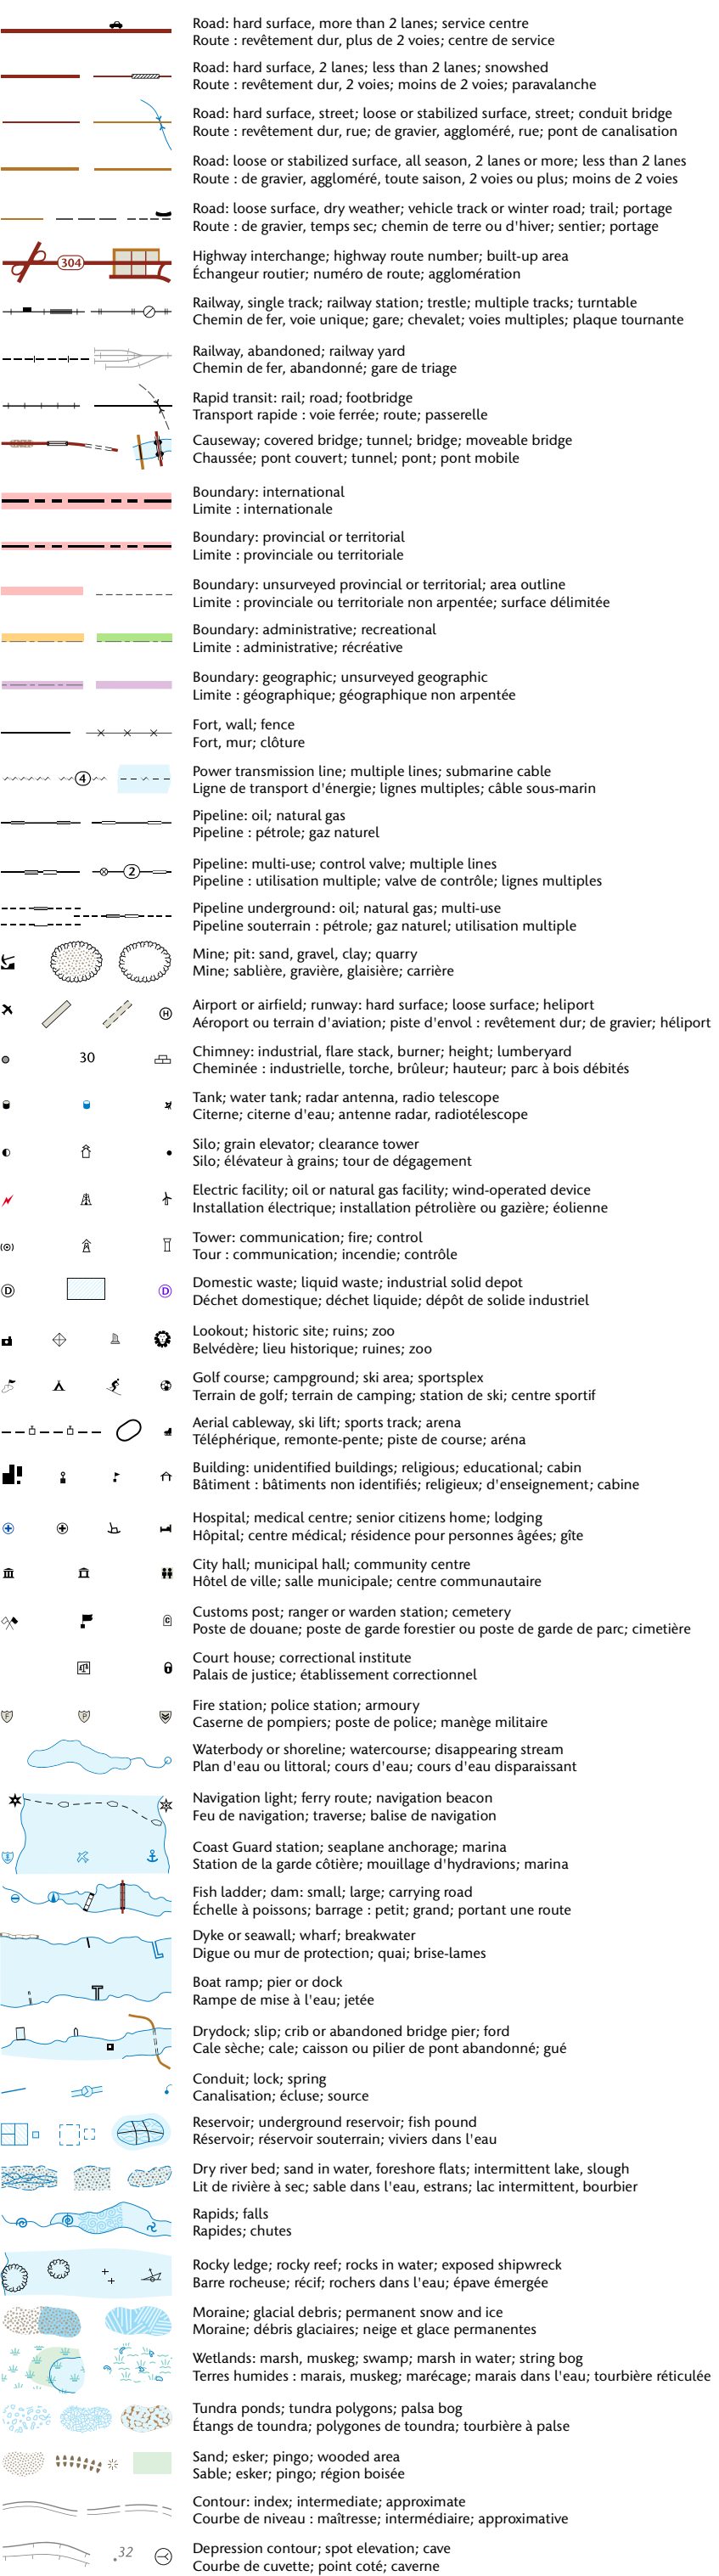 Road: hard surface, more than 2 lanes; service centre
Route : revêtement dur, plus de 2 voies; centre de service
Road: hard surface, 2 lanes; less than 2 lanes; snowshed
Route : revêtement dur, 2 voies; moins de 2 voies; paravalanche
Road: hard surface, street; loose or stabilized surface, street; conduit bridge
Route : revêtement dur, rue; de gravier, aggloméré, rue; pont de canalisation
Road: loose or stabilized surface, all season, 2 lanes or more; less than 2 lanes
Route : de gravier, aggloméré, toute saison, 2 voies ou plus; moins de 2 voies
Road: loose surface, dry weather; vehicle track or winter road; trail; portage
Route : de gravier, temps sec; chemin de terre ou d'hiver; sentier; portage
304
Highway interchange; highway route number; built-up area
Échangeur routier; numéro de route; agglomération
Railway, single track; railway station; trestle; multiple tracks; turntable
Chemin de fer, voie unique; gare; chevalet; voies multiples; plaque tournante
Railway, abandoned; railway yard
Chemin de fer, abandonné; gare de triage
Rapid transit: rail; road; footbridge
Transport rapide : voie ferrée; route; passerelle
Causeway; covered bridge; tunnel; bridge; moveable bridge
Chaussée; pont couvert; tunnel; pont; pont mobile
Boundary: international
Limite : internationale
Boundary: provincial or territorial
Limite : provinciale ou territoriale
Boundary: unsurveyed provincial or territorial; area outline
Limite : provinciale ou territoriale non arpentée; surface délimitée
Boundary: administrative; recreational
Limite : administrative; récréative
Boundary: geographic; unsurveyed geographic
Limite : géographique; géographique non arpentée
Fort, wall; fence
Fort, mur; clôture
4
Power transmission line; multiple lines; submarine cable
Ligne de transport d'énergie; lignes multiples; câble sous-marin
Pipeline: oil; natural gas
Pipeline : pétrole; gaz naturel
2
Pipeline: multi-use; control valve; multiple lines
Pipeline : utilisation multiple; valve de contrôle; lignes multiples
Pipeline underground: oil; natural gas; multi-use
Pipeline souterrain : pétrole; gaz naturel; utilisation multiple
Mine; pit: sand, gravel, clay; quarry
Mine; sablière, gravière, glaisière; carrière
H
Airport or airfield; runway: hard surface; loose surface; heliport
Aéroport ou terrain d'aviation; piste d'envol : revêtement dur; de gravier; héliport
30
Chimney: industrial, flare stack, burner; height; lumberyard
Cheminée : industrielle, torche, brûleur; hauteur; parc à bois débités
Tank; water tank; radar antenna, radio telescope
Citerne; citerne d'eau; antenne radar, radiotélescope
Silo; grain elevator; clearance tower
Silo; élévateur à grains; tour de dégagement
Electric facility; oil or natural gas facility; wind-operated device
Installation électrique; installation pétrolière ou gazière; éolienne
Tower: communication; fire; control
Tour : communication; incendie; contrôle
D D
Domestic waste; liquid waste; industrial solid depot
Déchet domestique; déchet liquide; dépôt de solide industriel
Lookout; historic site; ruins; zoo
Belvédère; lieu historique; ruines; zoo
Golf course; campground; ski area; sportsplex
Terrain de golf; terrain de camping; station de ski; centre sportif
Aerial cableway, ski lift; sports track; arena
Téléphérique, remonte-pente; piste de course; aréna
Building: unidentified buildings; religious; educational; cabin
Bâtiment : bâtiments non identifiés; religieux; d'enseignement; cabine
Hospital; medical centre; senior citizens home; lodging
Hôpital; centre médical; résidence pour personnes âgées; gîte
City hall; municipal hall; community centre
Hôtel de ville; salle municipale; centre communautaire
C
Customs post; ranger or warden station; cemetery
Poste de douane; poste de garde forestier ou poste de garde de parc; cimetière
Court house; correctional institute
Palais de justice; établissement correctionnel
F P
Fire station; police station; armoury
Caserne de pompiers; poste de police; manège militaire
Waterbody or shoreline; watercourse; disappearing stream
Plan d'eau ou littoral; cours d'eau; cours d'eau disparaissant
Navigation light; ferry route; navigation beacon
Feu de navigation; traverse; balise de navigation
Coast Guard station; seaplane anchorage; marina
Station de la garde côtière; mouillage d'hydravions; marina
Fish ladder; dam: small; large; carrying road
Échelle à poissons; barrage : petit; grand; portant une route
Dyke or seawall; wharf; breakwater
Digue ou mur de protection; quai; brise-lames
Boat ramp; pier or dock
Rampe de mise à l'eau; jetée
Drydock; slip; crib or abandoned bridge pier; ford
Cale sèche; cale; caisson ou pilier de pont abandonné; gué
Conduit; lock; spring
Canalisation; écluse; source
Reservoir; underground reservoir; fish pound
Réservoir; réservoir souterrain; viviers dans l'eau
Dry river bed; sand in water, foreshore flats; intermittent lake, slough
Lit de rivière à sec; sable dans l'eau, estrans; lac intermittent, bourbier
Rapids; falls
Rapides; chutes
Rocky ledge; rocky reef; rocks in water; exposed shipwreck
Barre rocheuse; récif; rochers dans l'eau; épave émergée
Moraine; glacial debris; permanent snow and ice
Moraine; débris glaciaires; neige et glace permanentes
Wetlands: marsh, muskeg; swamp; marsh in water; string bog
Terres humides : marais, muskeg; marécage; marais dans l'eau; tourbière réticulée
Tundra ponds; tundra polygons; palsa bog
Étangs de toundra; polygones de toundra; tourbière à palse
Sand; esker; pingo; wooded area
Sable; esker; pingo; région boisée
Contour: index; intermediate; approximate
Courbe de niveau : maîtresse; intermédiaire; approximative
.32
Depression contour; spot elevation; cave
Courbe de cuvette; point coté; caverne